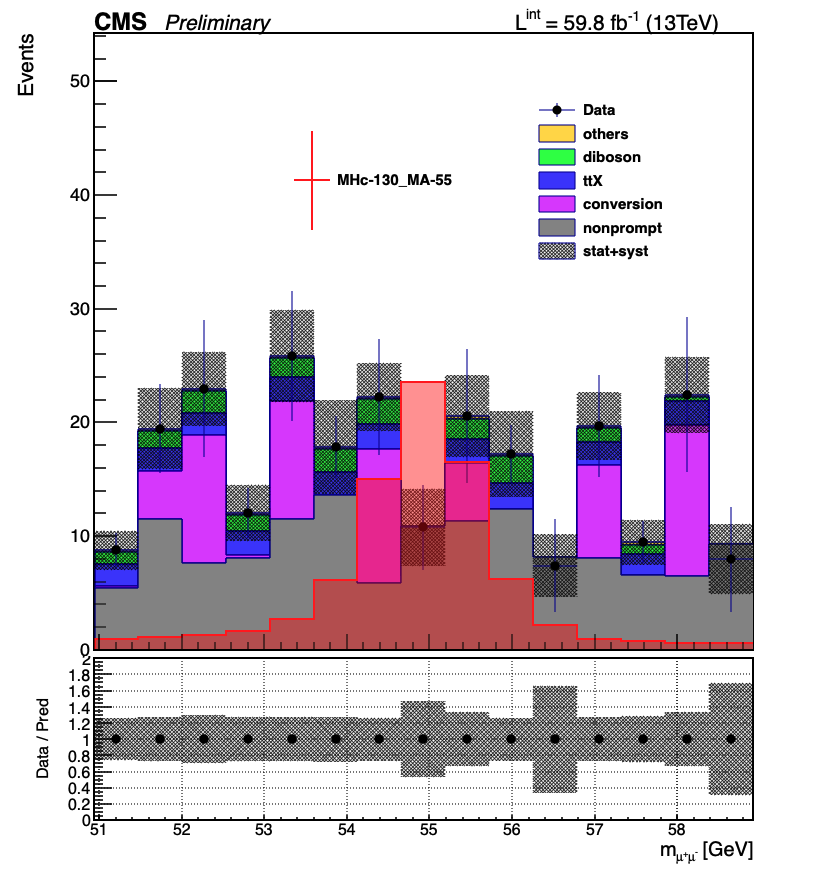 CMS Preliminary L^int = 59.8 fb^-1 (13TeV)
Events
50
40
30
20
10
0
Data
others
diboson
ttX
conversion
nonprompt
stat+syst
MHc-130_MA-55
Data / Pred
2
1.8
1.6
1.4
1.2
1
0.8
0.6
0.4
0.2
0
51 52 53 54 55 56 57 58
m_μ⁺μ⁻ [GeV]